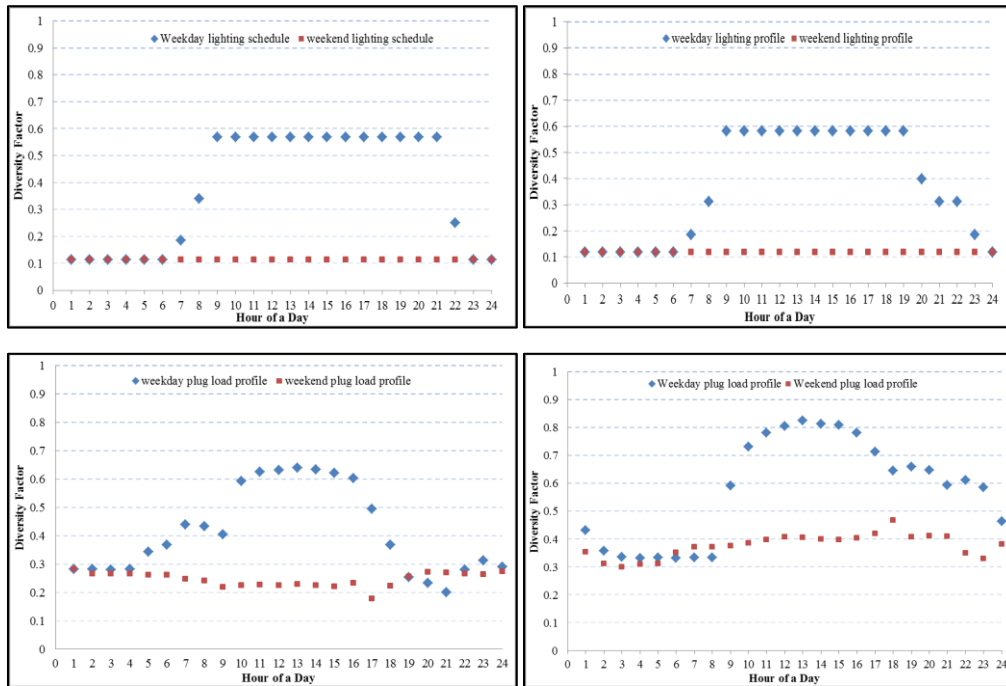 1
Weekday lighting schedule weekend lighting schedule
0.9
0.8
0.7
0.6
0.5
0.4
0.3
0.2
0.1
0
Diversity Factor
0 1 2 3 4 5 6 7 8 9 10 11 12 13 14 15 16 17 18 19 20 21 22 23 24
Hour of a Day
1
weekday lighting profile weekend lighting profile
0.9
0.8
0.7
0.6
0.5
0.4
0.3
0.2
0.1
0
Diversity Factor
0 1 2 3 4 5 6 7 8 9 10 11 12 13 14 15 16 17 18 19 20 21 22 23 24
Hour of a Day
1
weekday plug load profile weekend plug load profile
0.9
0.8
0.7
0.6
0.5
0.4
0.3
0.2
0.1
0
Diversity Factor
0 1 2 3 4 5 6 7 8 9 10 11 12 13 14 15 16 17 18 19 20 21 22 23 24
Hour of a Day
1
Weekday plug load profile Weekend plug load profile
0.9
0.8
0.7
0.6
0.5
0.4
0.3
0.2
0.1
0
Diversity Factor
0 1 2 3 4 5 6 7 8 9 10 11 12 13 14 15 16 17 18 19 20 21 22 23 24
Hour of a Day